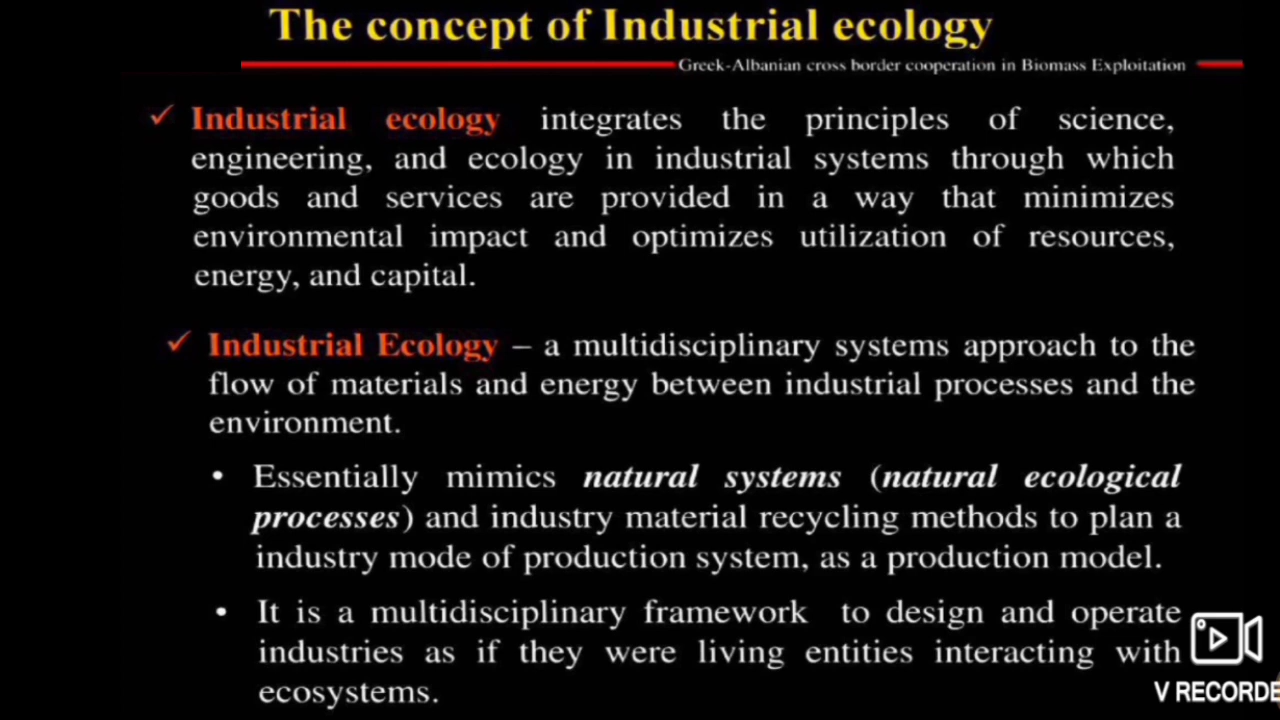 The concept of Industrial ecology
Greek-Albanian cross border cooperation in Biomass Exploitation
✓ Industrial ecology integrates the principles of science,
engineering, and ecology in industrial systems through which
goods and services are provided in a way that minimizes
environmental impact and optimizes utilization of resources,
energy, and capital.
✓ Industrial Ecology – a multidisciplinary systems approach to the
flow of materials and energy between industrial processes and the
environment.
• Essentially mimics natural systems (natural ecological
processes) and industry material recycling methods to plan a
industry mode of production system, as a production model.
• It is a multidisciplinary framework to design and operate
industries as if they were living entities interacting with
ecosystems.
V RECORDE